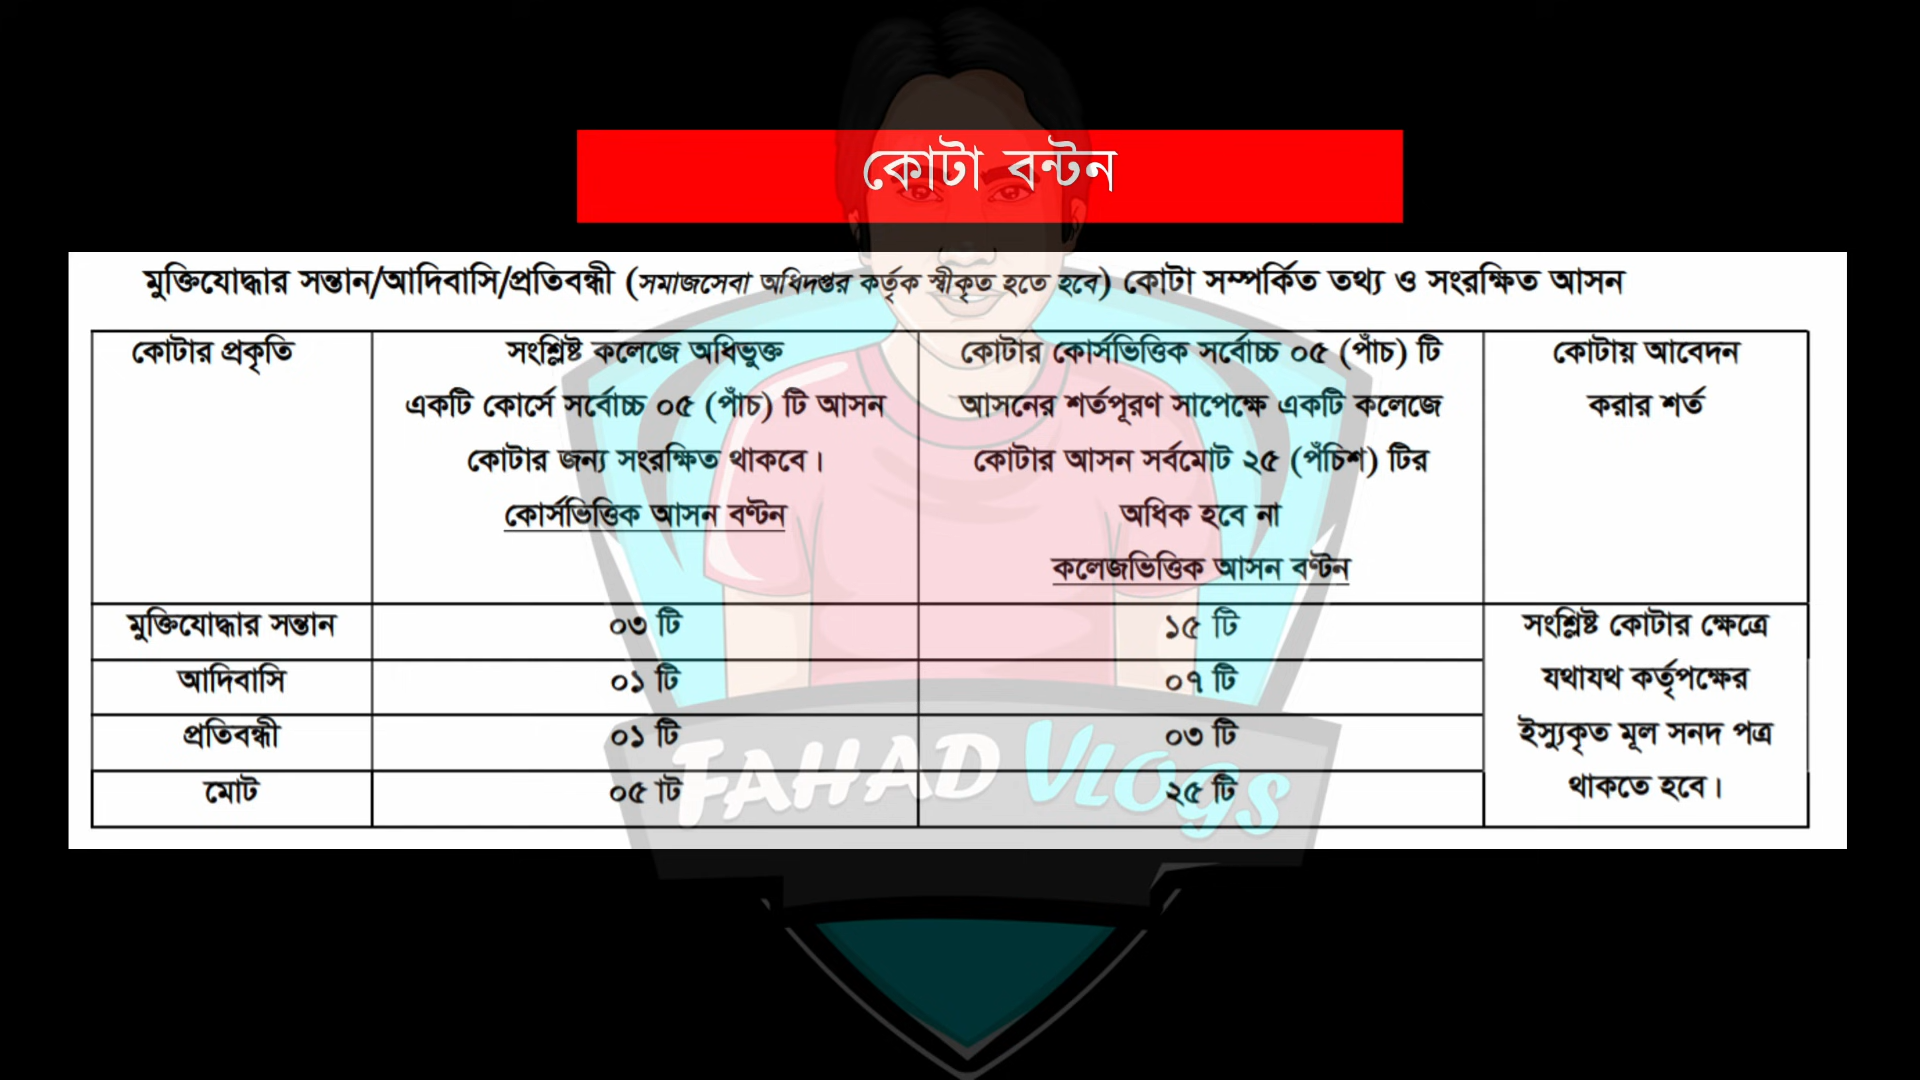 কোটা বন্টন
মুক্তিযোদ্ধার সন্তান/আদিবাসি/প্রতিবন্ধী (সমাজসেবা অধিদপ্তর কর্তৃক স্বীকৃত হতে হবে) কোটা সম্পর্কিত তথ্য ও সংরক্ষিত আসন
কোটার প্রকৃতি
সংশ্লিষ্ট কলেজে অধিভুক্ত
একটি কোর্সে সর্বোচ্চ ০৫ (পাঁচ) টি আসন
কোটার জন্য সংরক্ষিত থাকবে।
কোর্সভিত্তিক আসন বণ্টন
কোটার কোর্সভিত্তিক সর্বোচ্চ ০৫ (পাঁচ) টি
আসনের শর্তপূরণ সাপেক্ষে একটি কলেজে
কোটার আসন সর্বমোট ২৫ (পঁচিশ) টির
অধিক হবে না
কলেজভিত্তিক আসন বণ্টন
কোটায় আবেদন
করার শর্ত
মুক্তিযোদ্ধার সন্তান ০৩ টি ১৫ টি
আদিবাসি ০১ টি ০৭ টি
প্রতিবন্ধী ০১ টি ০৩ টি
মোট ০৫ টি ২৫ টি
সংশ্লিষ্ট কোটার ক্ষেত্রে
যথাযথ কর্তৃপক্ষের
ইস্যুকৃত মূল সনদ পত্র
থাকতে হবে।
FAHAD VLOGS